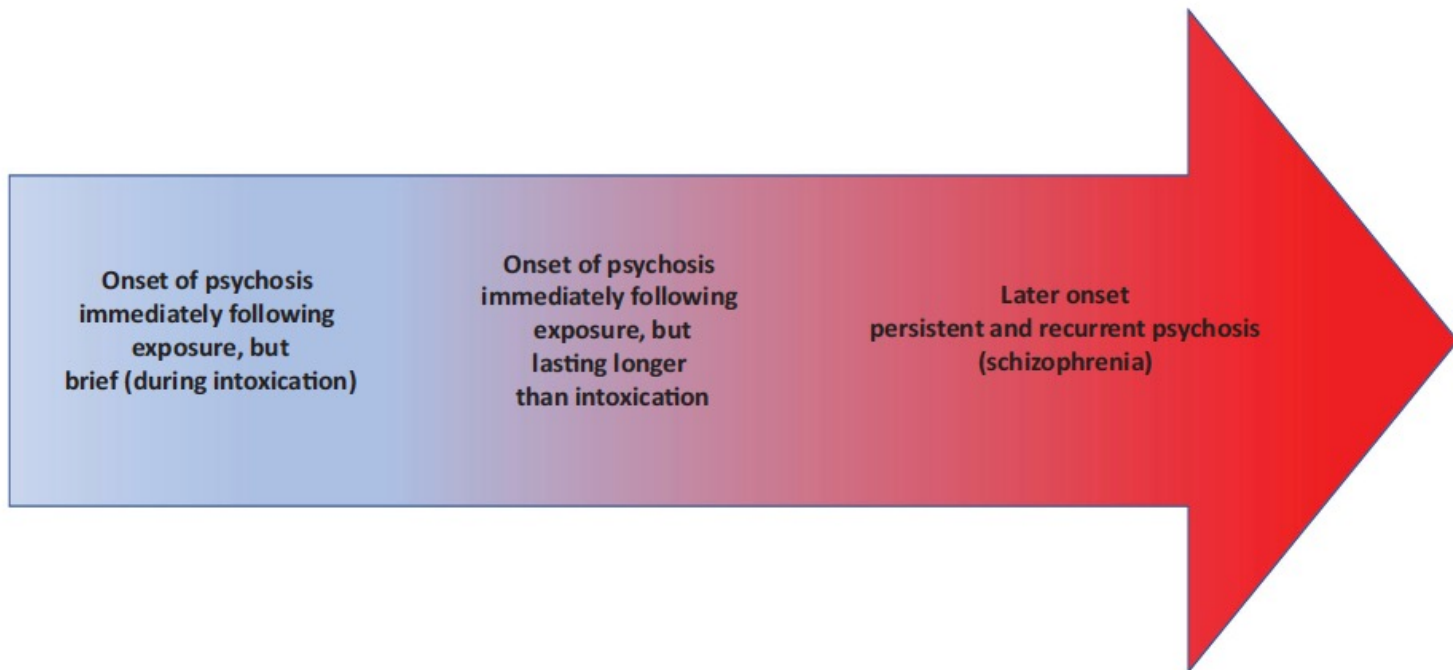 Onset of psychosis
immediately following
exposure, but
brief (during intoxication)
Onset of psychosis
immediately following
exposure, but
lasting longer
than intoxication
Later onset
persistent and recurrent psychosis
(schizophrenia)